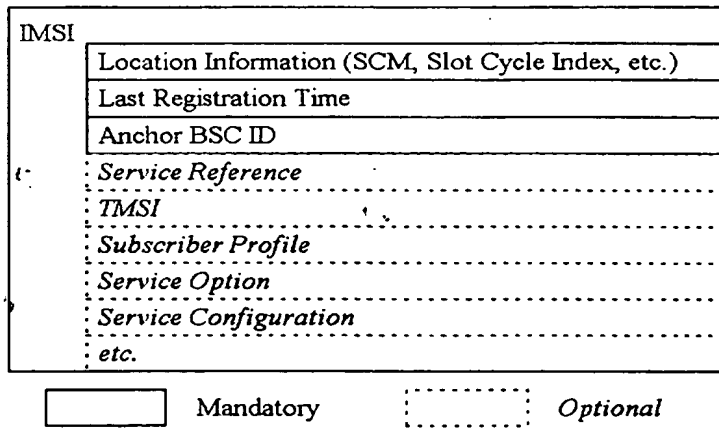 IMSI
Location Information (SCM, Slot Cycle Index, etc.)
Last Registration Time
Anchor BSC ID
Service Reference
TMSI
Subscriber Profile
Service Option
Service Configuration
etc.
Mandatory Optional